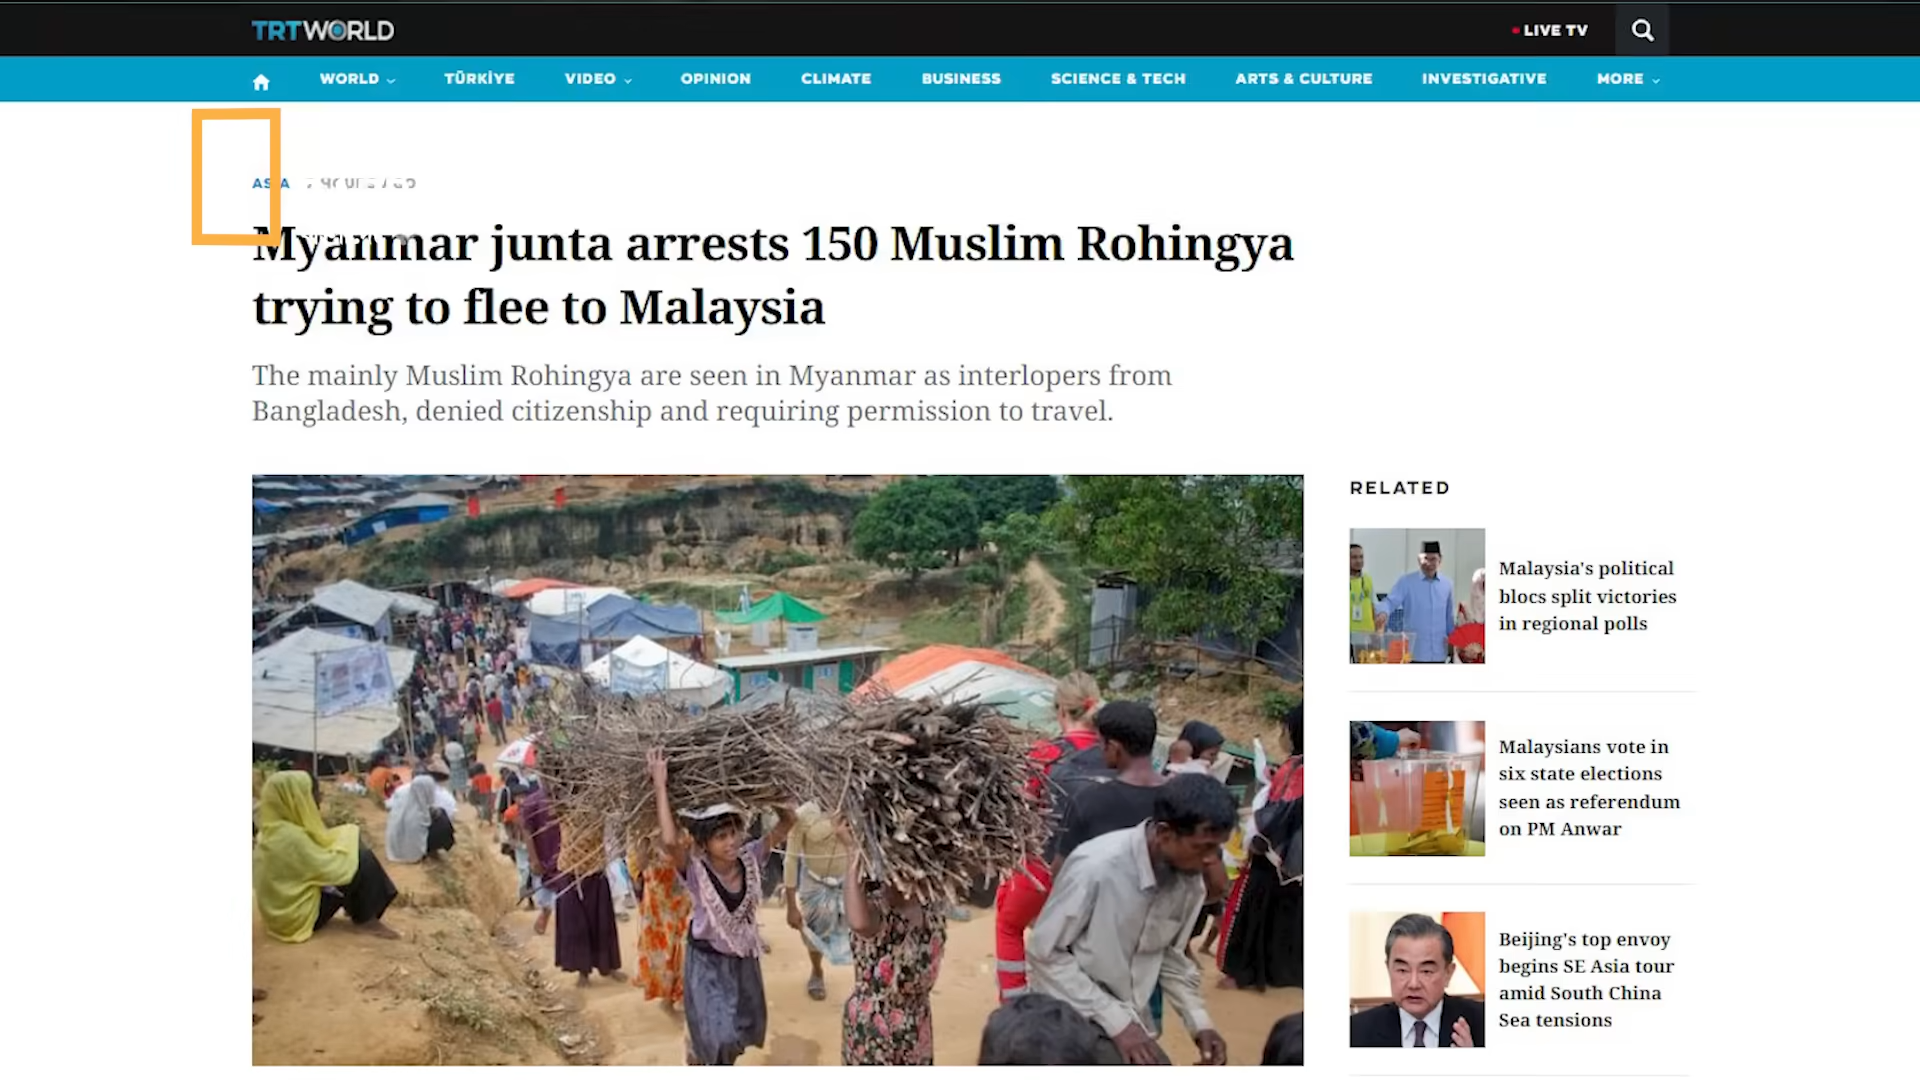 TRTWORLD
LIVE TV
WORLD
TÜRKİYE
VIDEO
OPINION
CLIMATE
BUSINESS
SCIENCE & TECH
ARTS & CULTURE
INVESTIGATIVE
MORE
ASIA
Myanmar junta arrests 150 Muslim Rohingya
trying to flee to Malaysia
The mainly Muslim Rohingya are seen in Myanmar as interlopers from
Bangladesh, denied citizenship and requiring permission to travel.
RELATED
Malaysia's political
blocs split victories
in regional polls
Malaysians vote in
six state elections
seen as referendum
on PM Anwar
Beijing's top envoy
begins SE Asia tour
amid South China
Sea tensions